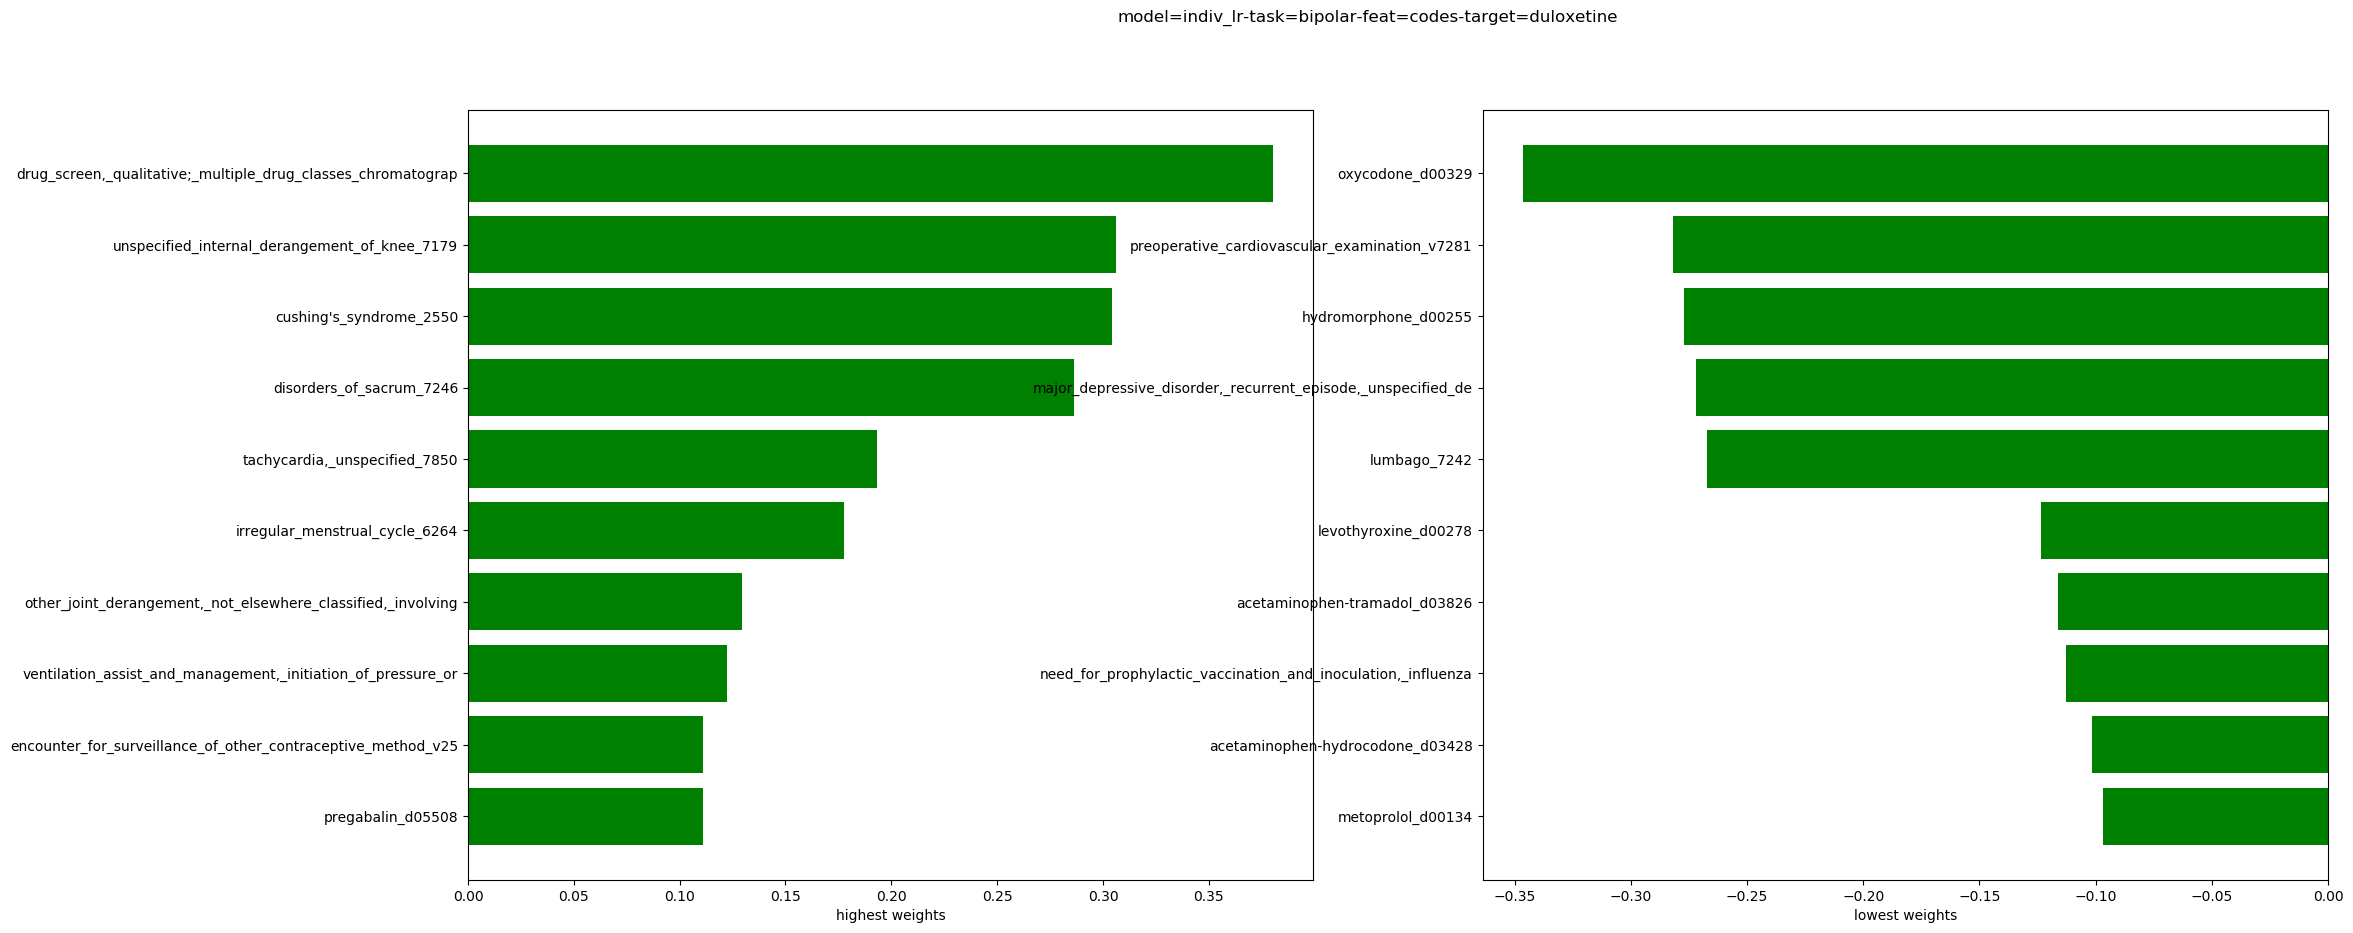 model=indiv_lr-task=bipolar-feat=codes-target=duloxetine
drug_screen,_qualitative;_multiple_drug_classes_chromatograp
unspecified_internal_derangement_of_knee_7179
cushing's_syndrome_2550
disorders_of_sacrum_7246
tachycardia,_unspecified_7850
irregular_menstrual_cycle_6264
other_joint_derangement,_not_elsewhere_classified,_involving
ventilation_assist_and_management,_initiation_of_pressure_or
encounter_for_surveillance_of_other_contraceptive_method_v25
pregabalin_d05508
0.00 0.05 0.10 0.15 0.20 0.25 0.30 0.35
highest weights
oxycodone_d00329
preoperative_cardiovascular_examination_v7281
hydromorphone_d00255
major_depressive_disorder,_recurrent_episode,_unspecified_de
lumbago_7242
levothyroxine_d00278
acetaminophen-tramadol_d03826
need_for_prophylactic_vaccination_and_inoculation,_influenza
acetaminophen-hydrocodone_d03428
metoprolol_d00134
−0.35 −0.30 −0.25 −0.20 −0.15 −0.10 −0.05 0.00
lowest weights